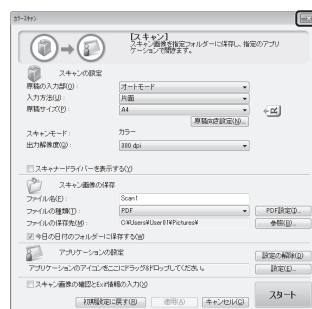 カラースキャン
[スキャン]
スキャン画像を指定フォルダーに保存し、指定のアプリケーションで開きます。
スキャンの設定
原稿の入力部(O):
オートモード
入力方法(U):
片面
原稿サイズ(P):
A4
原稿の向き設定(N)...
スキャンモード:
カラー
出力解像度(G):
300 dpi
スキャナードライバーを表示する(Y)
スキャン画像の保存
ファイル名(E):
Scan1
ファイルの種類(T):
PDF
PDF設定(I)...
ファイルの保存先(M):
C:¥Users¥User01¥Pictures¥
参照(B)...
今日の日付のフォルダーに保存する(W)
アプリケーションの設定
設定の解除(D)
アプリケーションのアイコンをここにドラッグ&ドロップしてください。
設定(F)...
スキャン画像の確認とExif情報の入力(X)
スタート
初期設定に戻す(R)
適用(A)
キャンセル(C)